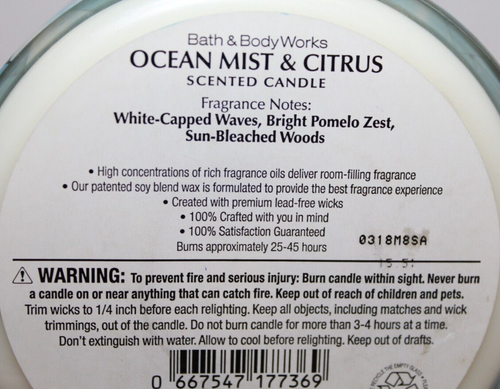 Bath & Body Works
OCEAN MIST & CITRUS
SCENTED CANDLE
Fragrance Notes:
White-Capped Waves, Bright Pomelo Zest,
Sun-Bleached Woods
• High concentrations of rich fragrance oils deliver room-filling fragrance
• Our patented soy blend wax is formulated to provide the best fragrance experience
• Created with premium lead-free wicks
• 100% Crafted with you in mind
• 100% Satisfaction Guaranteed
Burns approximately 25-45 hours
0318M8SA
⚠ WARNING: To prevent fire and serious injury: Burn candle within sight. Never burn
a candle on or near anything that can catch fire. Keep out of reach of children and pets.
Trim wicks to 1/4 inch before each relighting. Keep all objects, including matches and wick
trimmings, out of the candle. Do not burn candle for more than 3-4 hours at a time.
Don't extinguish with water. Allow to cool before relighting. Keep out of drafts.
0 667547 177369